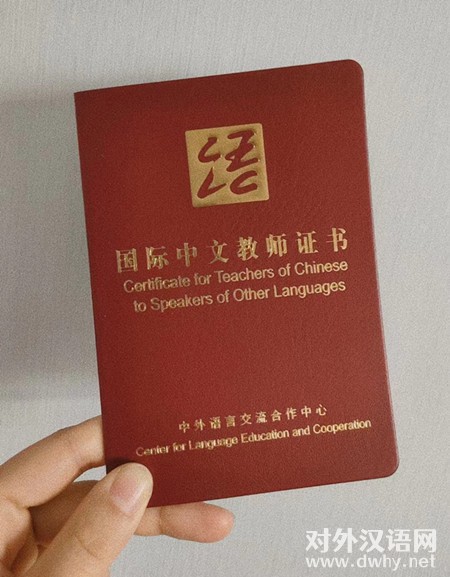 国际中文教师证书
Certificate for Teachers of Chinese
to Speakers of Other Languages
中外语言交流合作中心
Center for Language Education and Cooperation
对外汉语网
www.dwhy.net